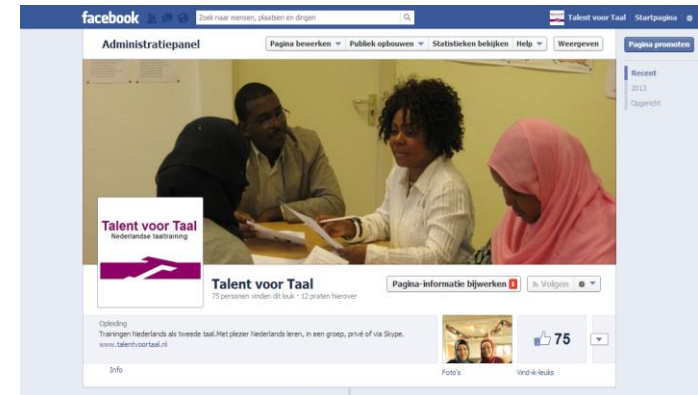 facebook
Zoek naar mensen, plaatsen en dingen
Talent voor Taal Startpagina
Administratiepanel
Pagina bewerken Publiek opbouwen Statistieken bekijken Help Weergeven
Pagina promoten
Recent
2013
Opgericht
Talent voor Taal
Nederlandse taaltraining
Talent voor Taal
75 personen vinden dit leuk · 12 praten hierover
Pagina-informatie bijwerken 1 Volgen
Opleiding
Trainingen Nederlands als tweede taal.Met plezier Nederlands leren, in een groep, privé of via Skype.
www.talentvoortaal.nl
75
Info
Foto's
Vind-ik-leuks